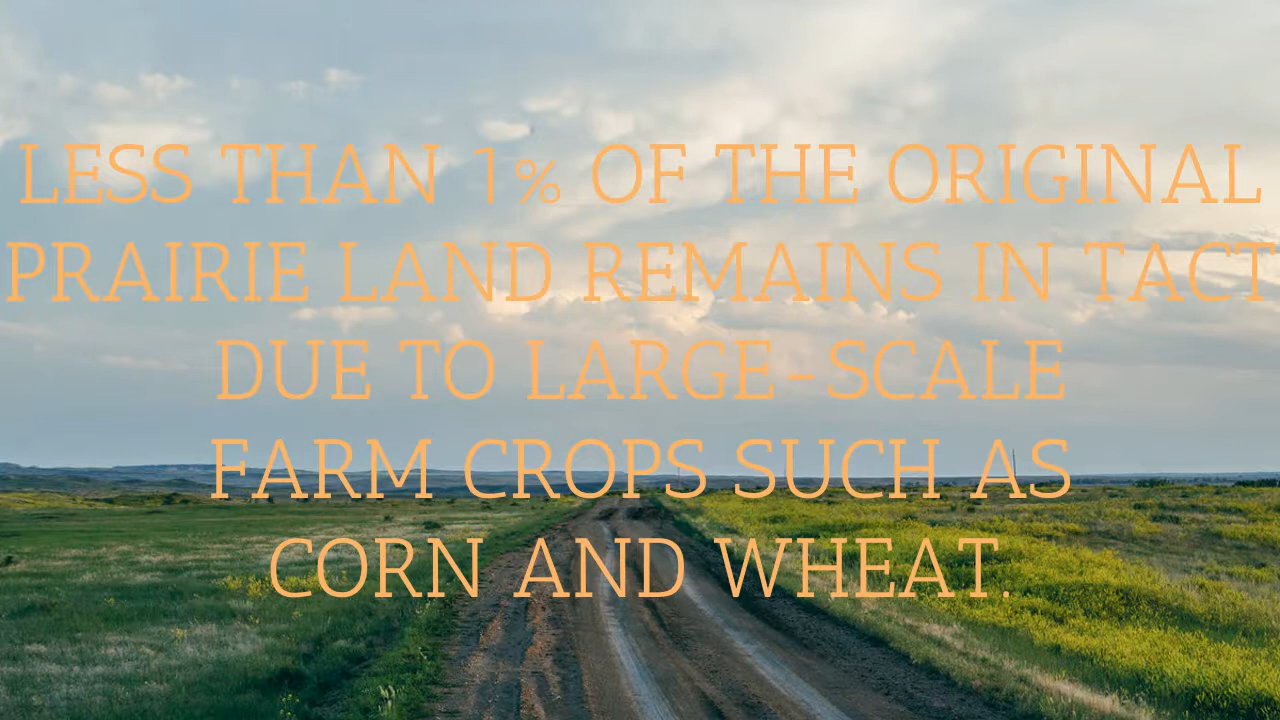 LESS THAN 1% OF THE ORIGINAL
PRAIRIE LAND REMAINS IN TACT
DUE TO LARGE-SCALE
FARM CROPS SUCH AS
CORN AND WHEAT.